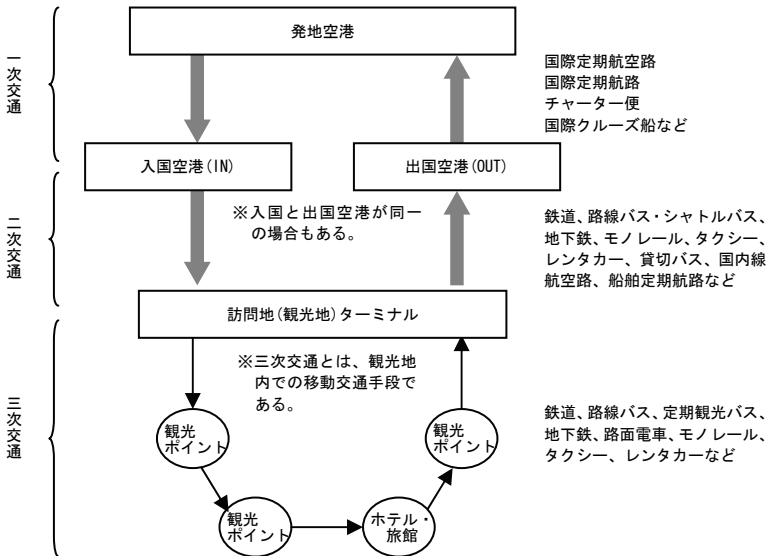 発地空港
一次交通
国際定期航空路
国際定期航路
チャーター便
国際クルーズ船など
入国空港(IN)
出国空港(OUT)
二次交通
※入国と出国空港が同一
の場合もある。
鉄道、路線バス・シャトルバス、
地下鉄、モノレール、タクシー、
レンタカー、貸切バス、国内線
航空路、船舶定期航路など
訪問地(観光地)ターミナル
三次交通
※三次交通とは、観光地
内での移動交通手段で
ある。
鉄道、路線バス、定期観光バス、
地下鉄、路面電車、モノレール、
タクシー、レンタカーなど
観光
ポイント
観光
ポイント
観光
ポイント
ホテル・
旅館